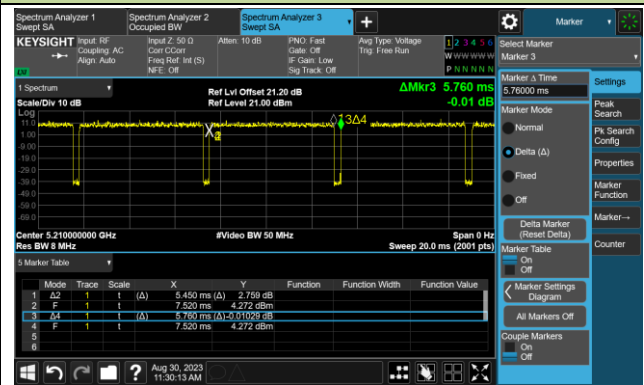 Spectrum Analyzer 1
Swept SA
Spectrum Analyzer 2
Occupied BW
Spectrum Analyzer 3
Swept SA
Marker
KEYSIGHT
Input: RF
Coupling: AC
Align: Auto
Input Z: 50 Ω
Corr CCorr
Freq Ref: Int (S)
NFE: Off
Atten: 10 dB
PNO: Fast
Gate: Off
IF Gain: Low
Sig Track: Off
Avg Type: Voltage
Trig: Free Run
1 2 3 4 5 6
W W W W W W
P N N N N N
Select Marker
Marker 3
1 Spectrum
Scale/Div 10 dB
Ref Lvl Offset 21.20 dB
Ref Level 21.00 dBm
ΔMkr3 5.760 ms
-0.01 dB
Log
11.0
1.00
-9.00
-19.0
-29.0
-39.0
-49.0
-59.0
-69.0
Center 5.210000000 GHz
Res BW 8 MHz
#Video BW 50 MHz
Span 0 Hz
Sweep 20.0 ms (2001 pts)
5 Marker Table
Mode Trace Scale X Y Function Function Width Function Value
1 Δ2 1 t (Δ) 5.450 ms (Δ) 2.759 dB
2 F 1 t 7.520 ms 4.272 dBm
3 Δ4 1 t (Δ) 5.760 ms (Δ) -0.01029 dB
4 F 1 t 7.520 ms 4.272 dBm
5
6
Marker Δ Time
5.76000 ms
Marker Mode
Normal
Delta (Δ)
Fixed
Off
Delta Marker
(Reset Delta)
Marker Table
On
Off
Marker Settings
Diagram
All Markers Off
Couple Markers
On
Off
Settings
Peak
Search
Pk Search
Config
Properties
Marker
Function
Marker→
Counter
Aug 30, 2023
11:30:13 AM